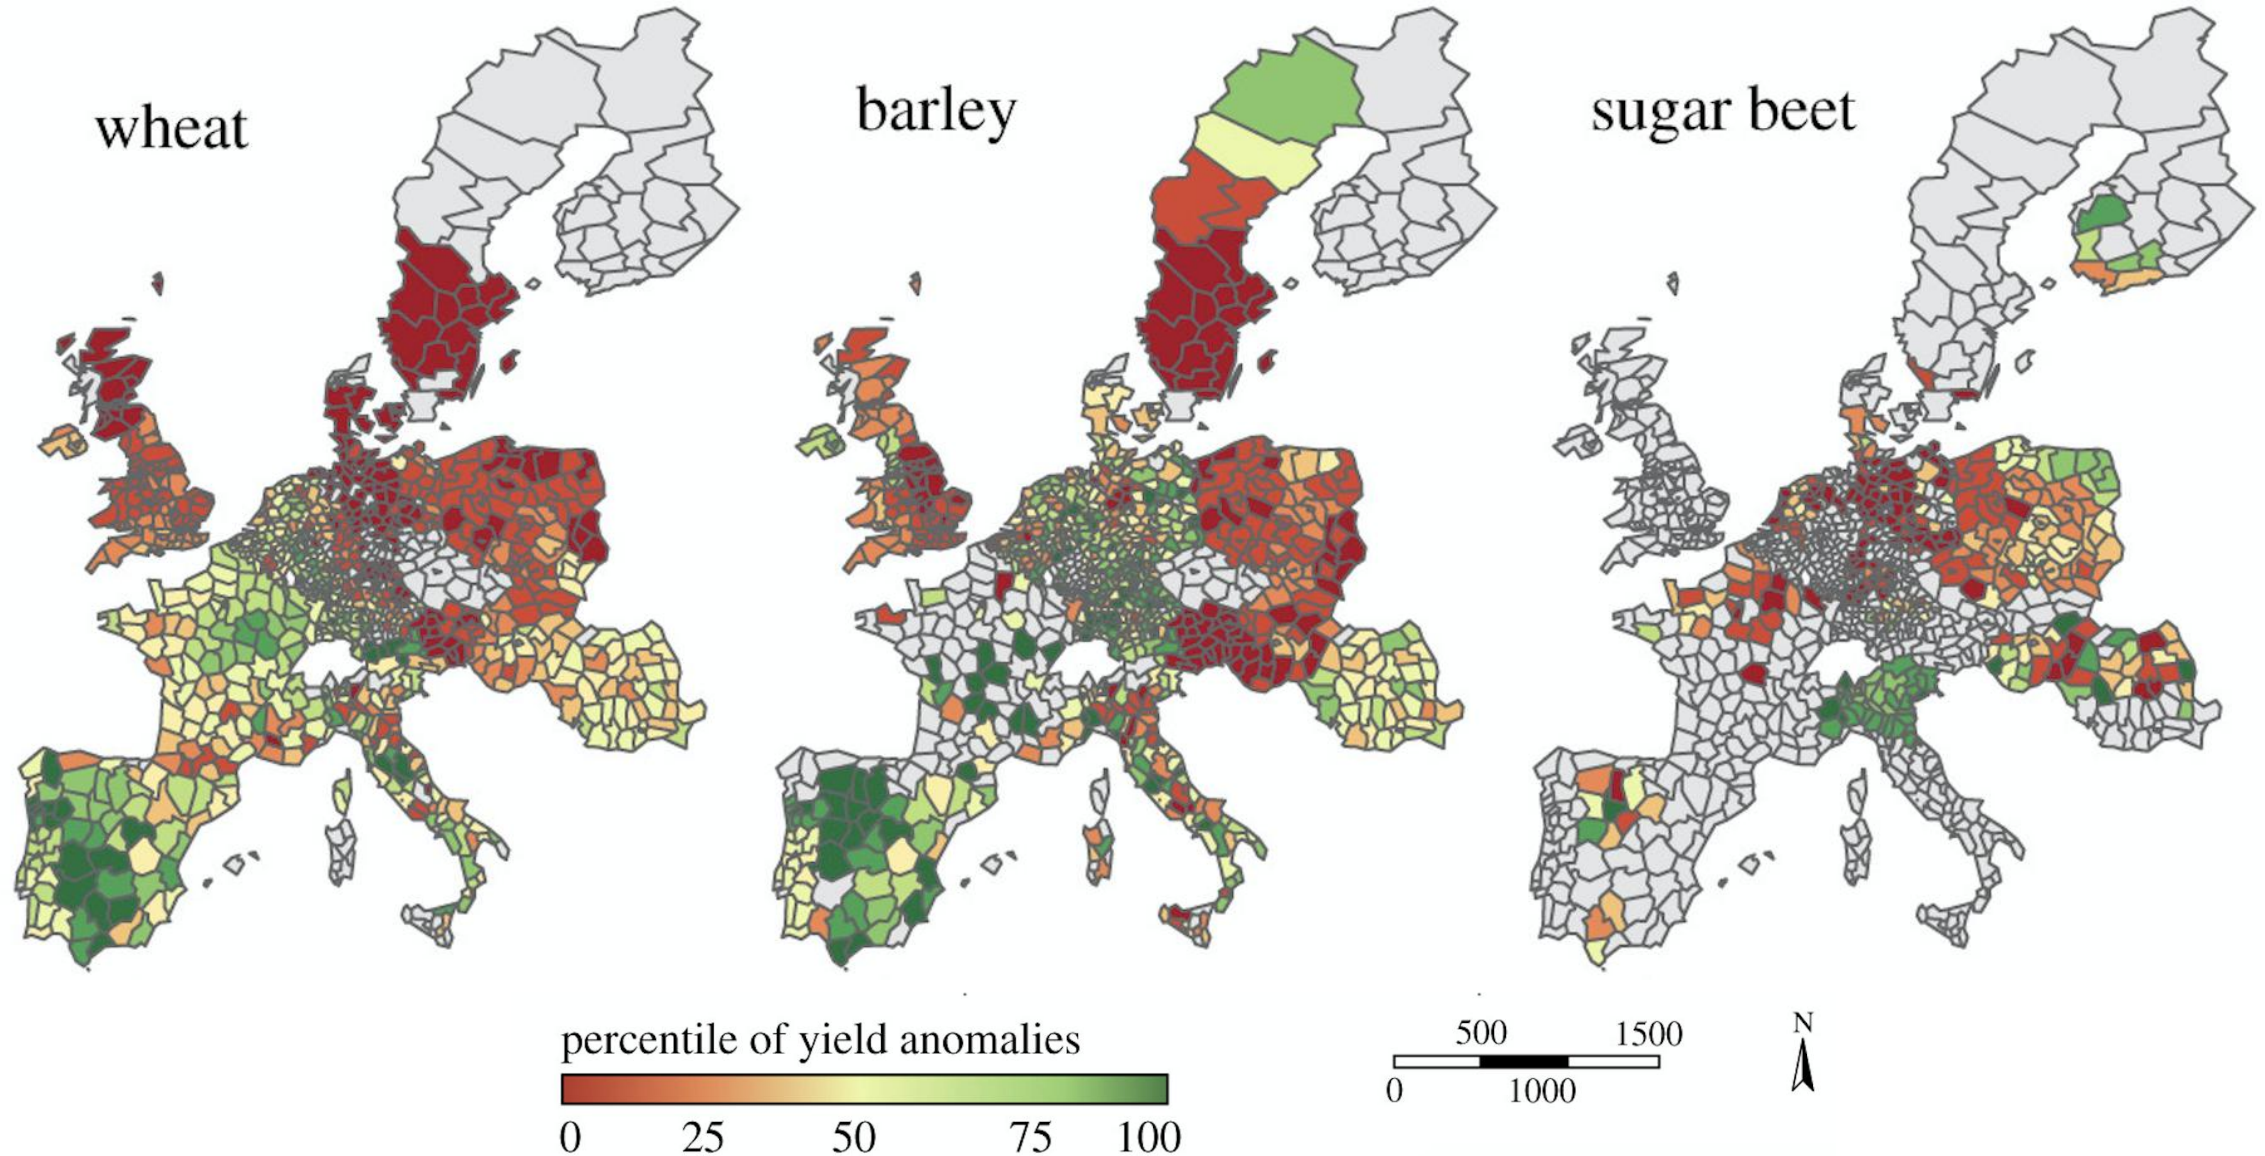 wheat
barley
sugar beet
percentile of yield anomalies
0 25 50 75 100
500 1500
0 1000
N